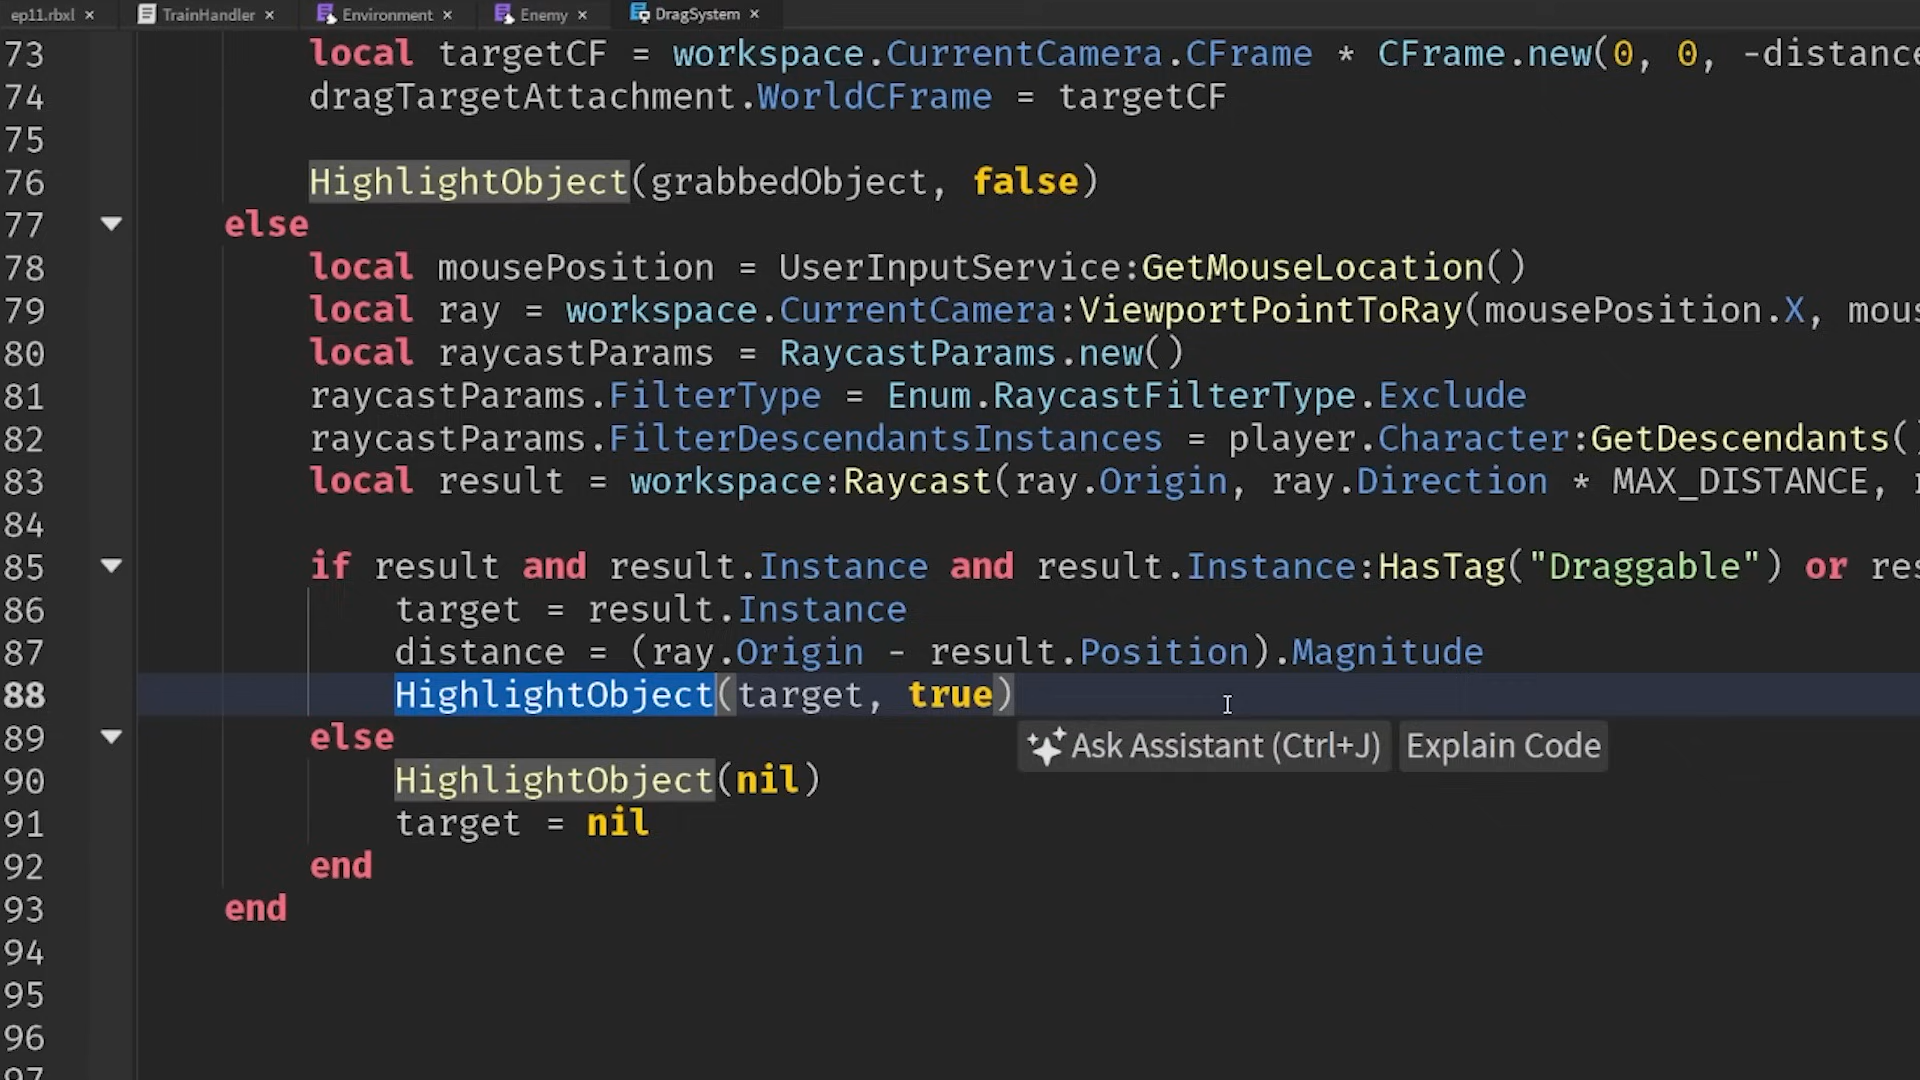 ep11.rbxl × TrainHandler × Environment × Enemy × DragSystem ×
73 local targetCF = workspace.CurrentCamera.CFrame * CFrame.new(0, 0, -distance
74 dragTargetAttachment.WorldCFrame = targetCF
75
76 HighlightObject(grabbedObject, false)
77 else
78 local mousePosition = UserInputService:GetMouseLocation()
79 local ray = workspace.CurrentCamera:ViewportPointToRay(mousePosition.X, mous
80 local raycastParams = RaycastParams.new()
81 raycastParams.FilterType = Enum.RaycastFilterType.Exclude
82 raycastParams.FilterDescendantsInstances = player.Character:GetDescendants()
83 local result = workspace:Raycast(ray.Origin, ray.Direction * MAX_DISTANCE, r
84
85 if result and result.Instance and result.Instance:HasTag("Draggable") or res
86 target = result.Instance
87 distance = (ray.Origin - result.Position).Magnitude
88 HighlightObject(target, true)
89 else
Ask Assistant (Ctrl+J) Explain Code
90 HighlightObject(nil)
91 target = nil
92 end
93 end
94
95
96
97